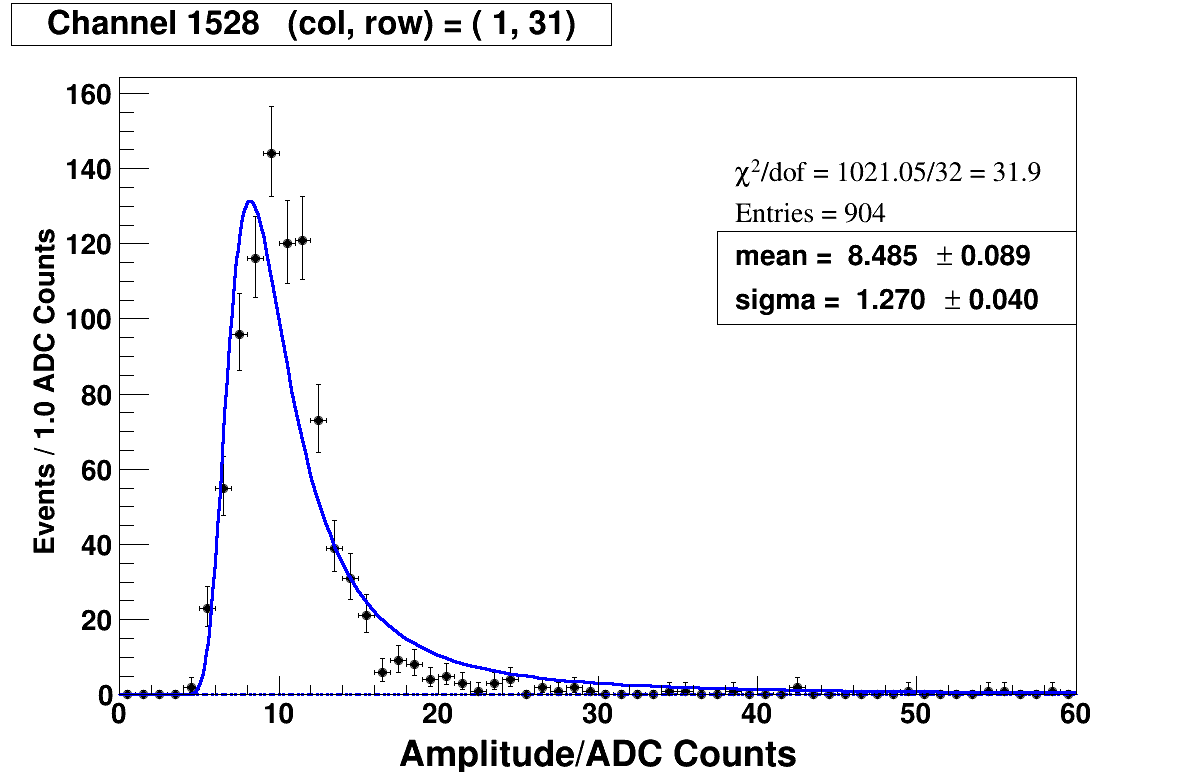 Channel 1528 (col, row) = ( 1, 31)
160
140
120
100
80
60
40
20
0
Events / 1.0 ADC Counts
χ²/dof = 1021.05/32 = 31.9
Entries = 904
mean = 8.485 ± 0.089
sigma = 1.270 ± 0.040
0 10 20 30 40 50 60
Amplitude/ADC Counts